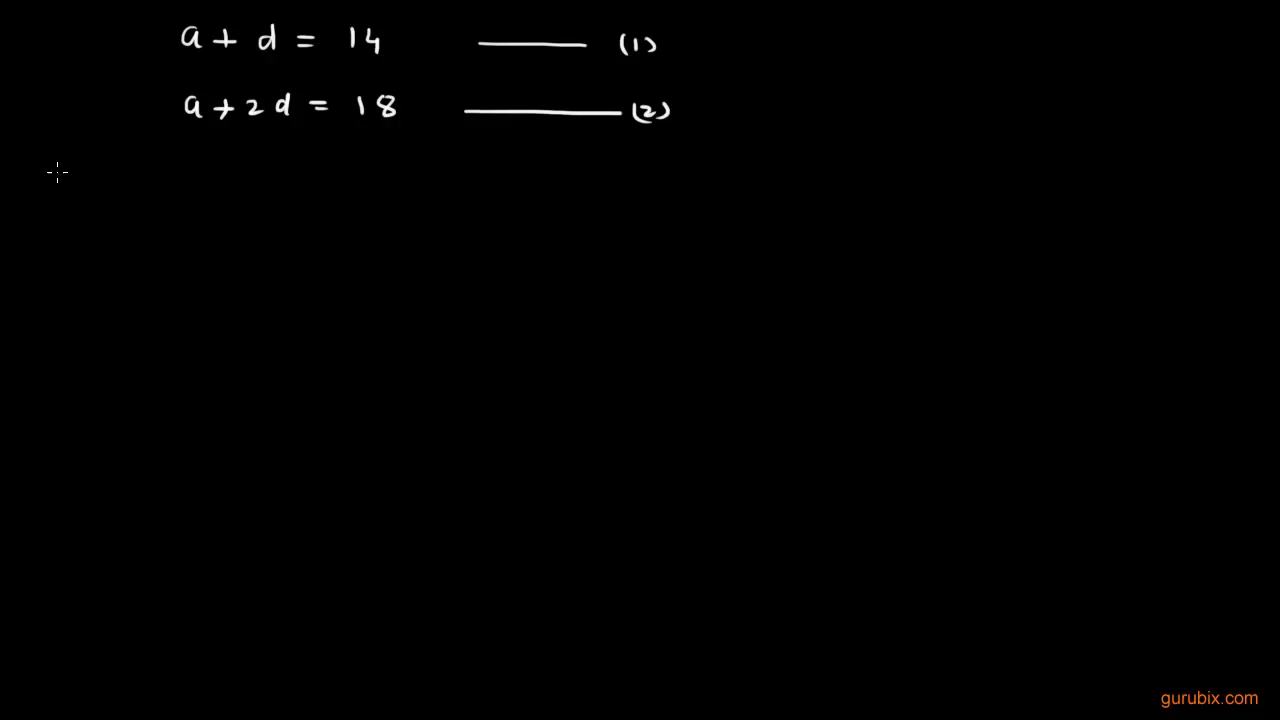 a + d = 14 ——— (1)
a + 2d = 18 ——— (2)
gurubix.com